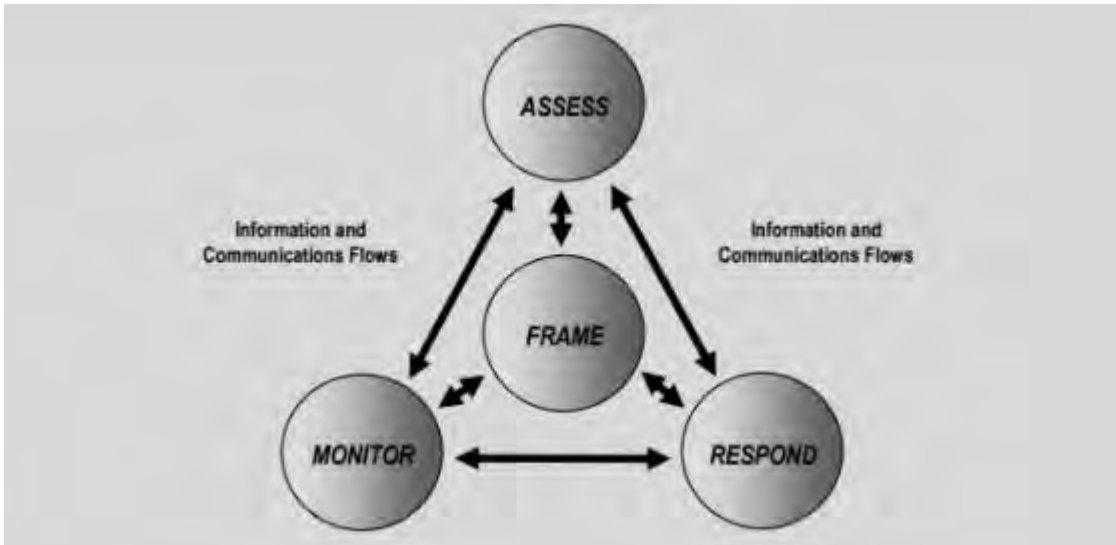 ASSESS
Information and
Communications Flows
Information and
Communications Flows
FRAME
MONITOR
RESPOND